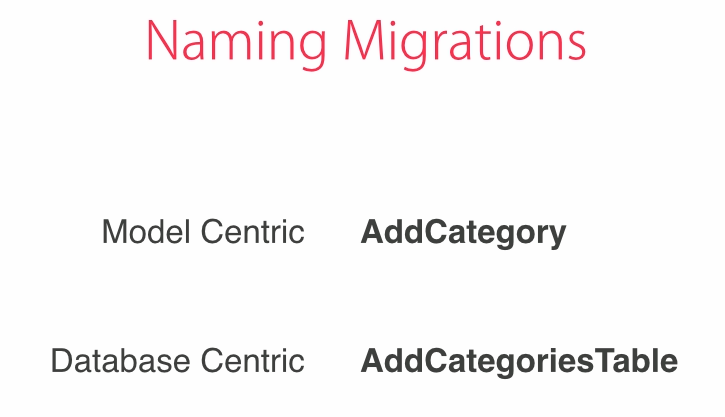 Naming Migrations
Model Centric AddCategory
Database Centric AddCategoriesTable